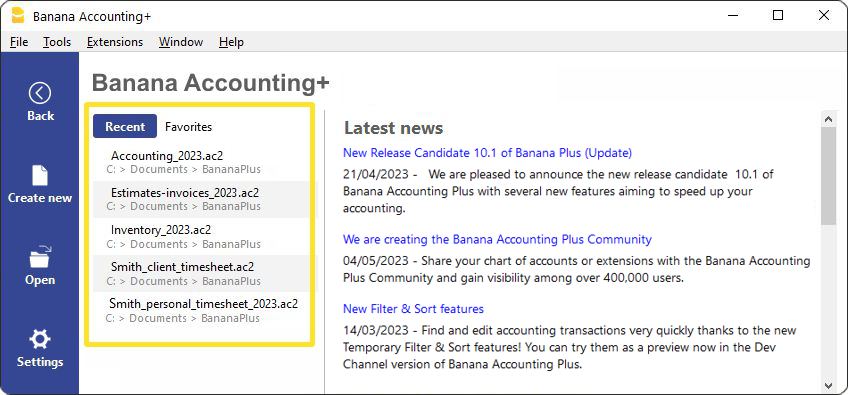 Banana Accounting+
File Tools Extensions Window Help
Back
Create new
Open
Settings
Banana Accounting+
Recent Favorites
Accounting_2023.ac2
C: > Documents > BananaPlus
Estimates-invoices_2023.ac2
C: > Documents > BananaPlus
Inventory_2023.ac2
C: > Documents > BananaPlus
Smith_client_timesheet.ac2
C: > Documents > BananaPlus
Smith_personal_timesheet_2023.ac2
C: > Documents > BananaPlus
Latest news
New Release Candidate 10.1 of Banana Plus (Update)
21/04/2023 - We are pleased to announce the new release candidate 10.1 of
Banana Accounting Plus with several new features aiming to speed up your
accounting.
We are creating the Banana Accounting Plus Community
04/05/2023 - Share your chart of accounts or extensions with the Banana Accounting
Plus Community and gain visibility among over 400,000 users.
New Filter & Sort features
14/03/2023 - Find and edit accounting transactions very quickly thanks to the new
Temporary Filter & Sort features! You can try them as a preview now in the Dev
Channel version of Banana Accounting Plus.